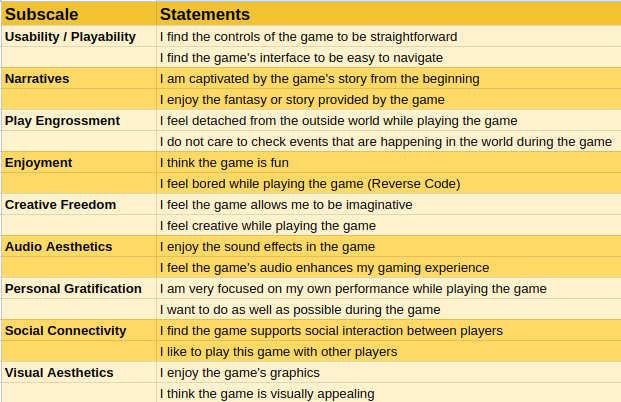 Subscale Statements
Usability / Playability I find the controls of the game to be straightforward
I find the game's interface to be easy to navigate
Narratives I am captivated by the game's story from the beginning
I enjoy the fantasy or story provided by the game
Play Engrossment I feel detached from the outside world while playing the game
I do not care to check events that are happening in the world during the game
Enjoyment I think the game is fun
I feel bored while playing the game (Reverse Code)
Creative Freedom I feel the game allows me to be imaginative
I feel creative while playing the game
Audio Aesthetics I enjoy the sound effects in the game
I feel the game's audio enhances my gaming experience
Personal Gratification I am very focused on my own performance while playing the game
I want to do as well as possible during the game
Social Connectivity I find the game supports social interaction between players
I like to play this game with other players
Visual Aesthetics I enjoy the game's graphics
I think the game is visually appealing